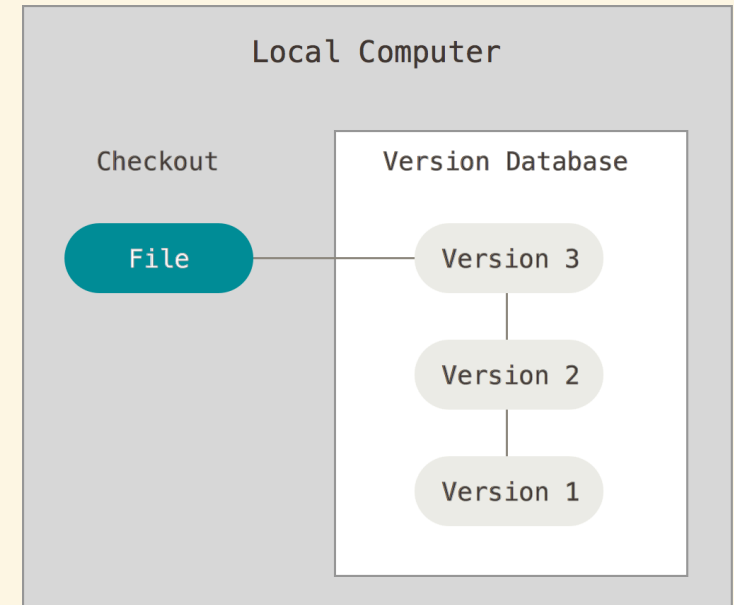 Local Computer
Checkout
Version Database
File
Version 3
Version 2
Version 1